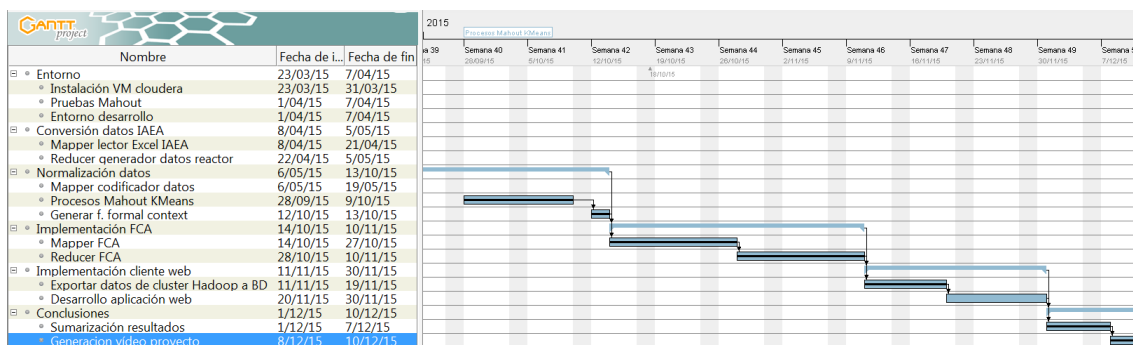 GANTT project
2015
Procesos Mahout KMeans
Nombre Fecha de i... Fecha de fin
a 39 Semana 40 Semana 41 Semana 42 Semana 43 Semana 44 Semana 45 Semana 46 Semana 47 Semana 48 Semana 49 Semana 5
15 28/09/15 5/10/15 12/10/15 19/10/15 26/10/15 2/11/15 9/11/15 16/11/15 23/11/15 30/11/15 7/12/15
18/10/15
Entorno 23/03/15 7/04/15
Instalación VM cloudera 23/03/15 31/03/15
Pruebas Mahout 1/04/15 7/04/15
Entorno desarrollo 1/04/15 7/04/15
Conversión datos IAEA 8/04/15 5/05/15
Mapper lector Excel IAEA 8/04/15 21/04/15
Reducer generador datos reactor 22/04/15 5/05/15
Normalización datos 6/05/15 13/10/15
Mapper codificador datos 6/05/15 19/05/15
Procesos Mahout KMeans 28/09/15 9/10/15
Generar f. formal context 12/10/15 13/10/15
Implementación FCA 14/10/15 10/11/15
Mapper FCA 14/10/15 27/10/15
Reducer FCA 28/10/15 10/11/15
Implementación cliente web 11/11/15 30/11/15
Exportar datos de cluster Hadoop a BD 11/11/15 19/11/15
Desarrollo aplicación web 20/11/15 30/11/15
Conclusiones 1/12/15 10/12/15
Sumarización resultados 1/12/15 7/12/15
Generacion vídeo proyecto 8/12/15 10/12/15